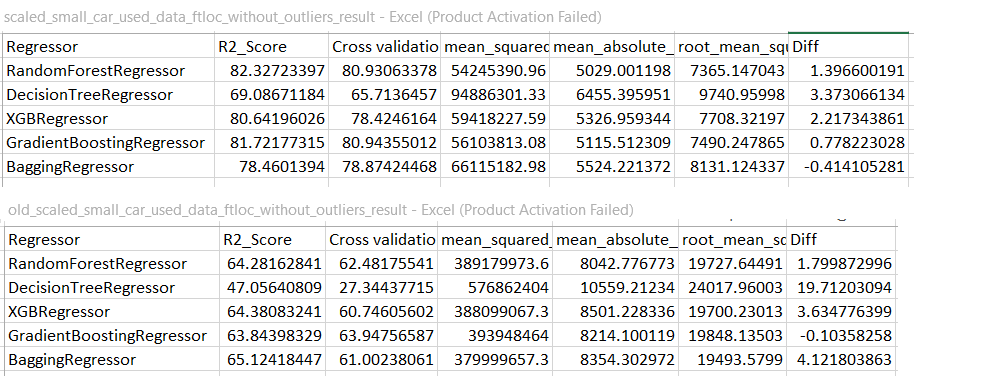 scaled_small_car_used_data_ftloc_without_outliers_result - Excel (Product Activation Failed)
Regressor R2_Score Cross validatio mean_squared mean_absolute_ root_mean_squ Diff
RandomForestRegressor 82.32723397 80.93063378 54245390.96 5029.001198 7365.147043 1.396600191
DecisionTreeRegressor 69.08671184 65.7136457 94886301.33 6455.395951 9740.95998 3.373066134
XGBRegressor 80.64196026 78.4246164 59418227.59 5326.959344 7708.32197 2.217343861
GradientBoostingRegressor 81.72177315 80.94355012 56103813.08 5115.512309 7490.247865 0.778223028
BaggingRegressor 78.4601394 78.87424468 66115182.98 5524.221372 8131.124337 -0.414105281
old_scaled_small_car_used_data_ftloc_without_outliers_result - Excel (Product Activation Failed)
Regressor R2_Score Cross validatio mean_squared_ mean_absolute_ root_mean_sq Diff
RandomForestRegressor 64.28162841 62.48175541 389179973.6 8042.776773 19727.64491 1.799872996
DecisionTreeRegressor 47.05640809 27.34437715 576862404 10559.21234 24017.96003 19.71203094
XGBRegressor 64.38083241 60.74605602 388099067.3 8501.228336 19700.23013 3.634776399
GradientBoostingRegressor 63.84398329 63.94756587 393948464 8214.100119 19848.13503 -0.10358258
BaggingRegressor 65.12418447 61.00238061 379999657.3 8354.302972 19493.5799 4.121803863